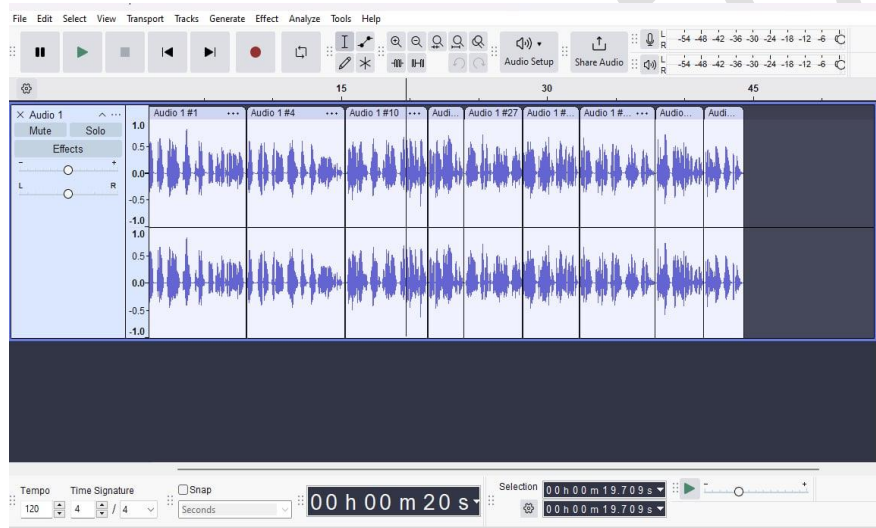 File Edit Select View Transport Tracks Generate Effect Analyze Tools Help
Audio Setup
Share Audio
L R -54 -48 -42 -36 -30 -24 -18 -12 -6 0
L R -54 -48 -42 -36 -30 -24 -18 -12 -6 0
15 30 45
× Audio 1 ...
Mute Solo
Effects
- +
L R
1.0
0.5
0.0
-0.5
-1.0
1.0
0.5
0.0
-0.5
-1.0
Audio 1 #1 ... Audio 1 #4 ... Audio 1 #10 ... Audi... Audio 1 #27 Audio 1 #... Audio 1 #... ... Audio... Audi...
Tempo Time Signature
120 4 / 4
Snap
Seconds
00 h 00 m 20 s
Selection
00 h 00 m 19.709 s
00 h 00 m 19.709 s
- +